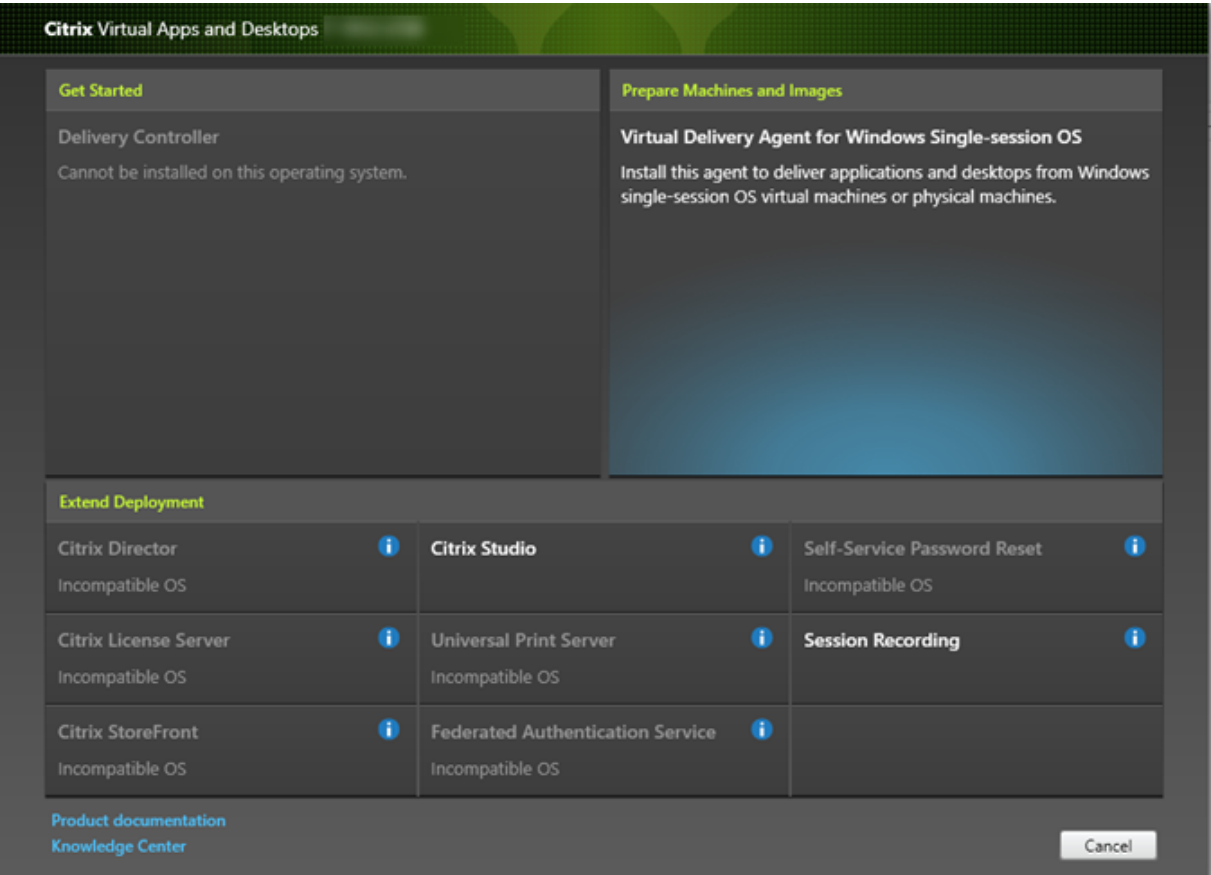 Citrix Virtual Apps and Desktops
Get Started
Delivery Controller
Cannot be installed on this operating system.
Prepare Machines and Images
Virtual Delivery Agent for Windows Single-session OS
Install this agent to deliver applications and desktops from Windows
single-session OS virtual machines or physical machines.
Extend Deployment
Citrix Director
Incompatible OS
Citrix Studio
Self-Service Password Reset
Incompatible OS
Citrix License Server
Incompatible OS
Universal Print Server
Incompatible OS
Session Recording
Citrix StoreFront
Incompatible OS
Federated Authentication Service
Incompatible OS
Product documentation
Knowledge Center
Cancel